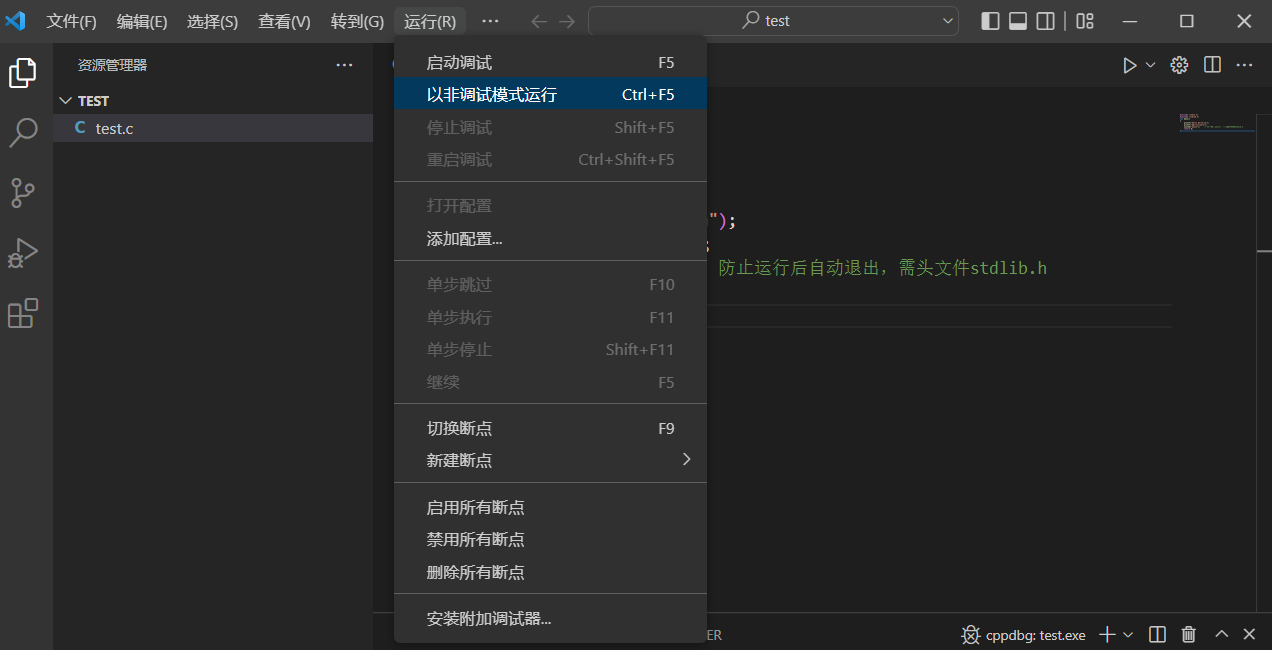 文件(F) 编辑(E) 选择(S) 查看(V) 转到(G) 运行(R) ··· test
资源管理器 ···
TEST
C test.c
启动调试 F5
以非调试模式运行 Ctrl+F5
停止调试 Shift+F5
重启调试 Ctrl+Shift+F5
打开配置
添加配置...
单步跳过 F10
单步执行 F11
单步停止 Shift+F11
继续 F5
切换断点 F9
新建断点
启用所有断点
禁用所有断点
删除所有断点
安装附加调试器...
");
;
防止运行后自动退出，需头文件stdlib.h
ER cppdbg: test.exe